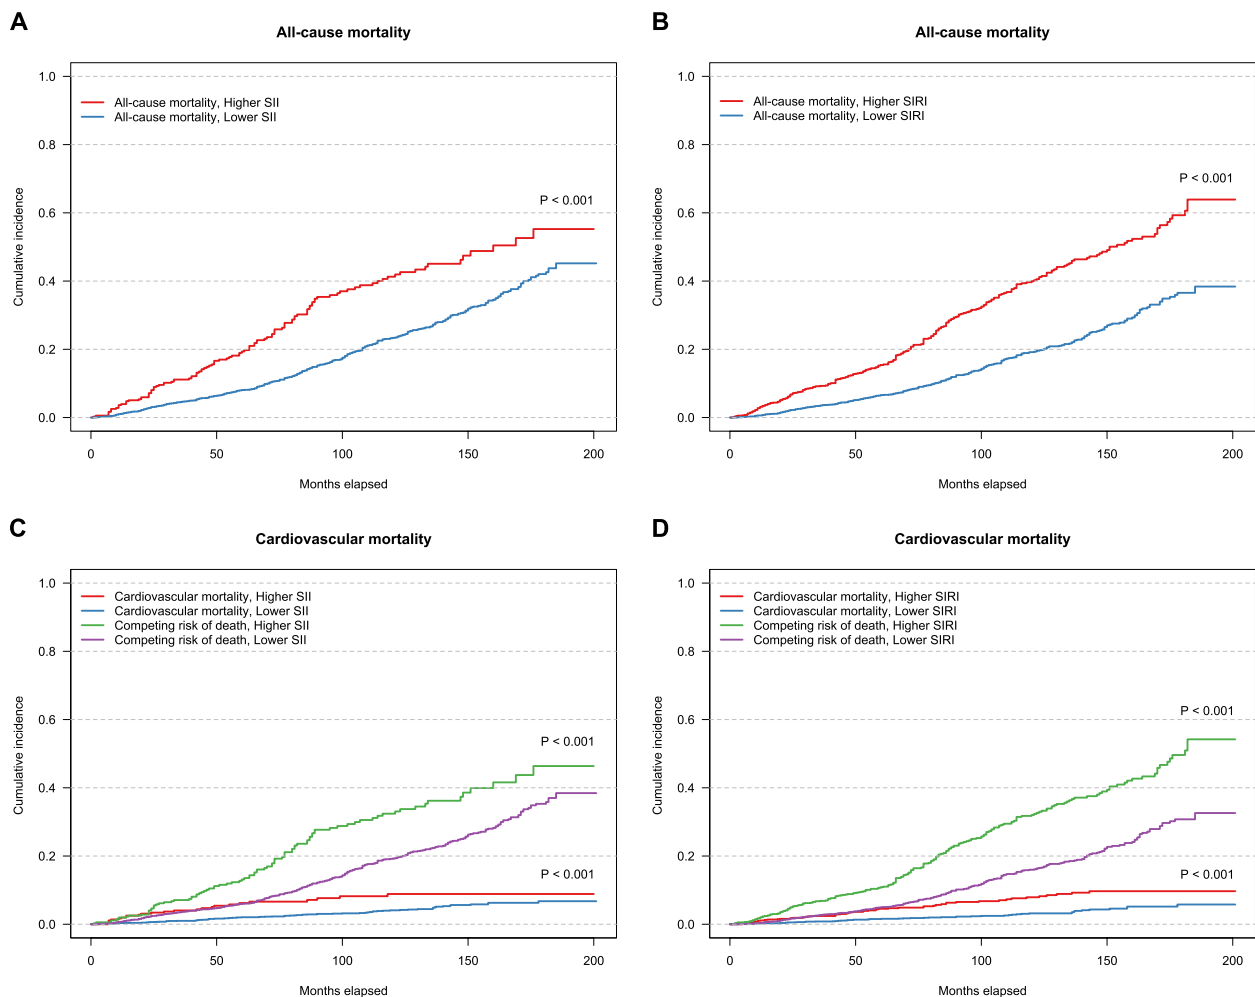 A
All-cause mortality
1.0
0.8
0.6
0.4
0.2
0.0
Cumulative incidence
All-cause mortality, Higher SII
All-cause mortality, Lower SII
P < 0.001
0 50 100 150 200
Months elapsed
B
All-cause mortality
1.0
0.8
0.6
0.4
0.2
0.0
Cumulative incidence
All-cause mortality, Higher SIRI
All-cause mortality, Lower SIRI
P < 0.001
0 50 100 150 200
Months elapsed
C
Cardiovascular mortality
1.0
0.8
0.6
0.4
0.2
0.0
Cumulative incidence
Cardiovascular mortality, Higher SII
Cardiovascular mortality, Lower SII
Competing risk of death, Higher SII
Competing risk of death, Lower SII
P < 0.001
P < 0.001
0 50 100 150 200
Months elapsed
D
Cardiovascular mortality
1.0
0.8
0.6
0.4
0.2
0.0
Cumulative incidence
Cardiovascular mortality, Higher SIRI
Cardiovascular mortality, Lower SIRI
Competing risk of death, Higher SIRI
Competing risk of death, Lower SIRI
P < 0.001
P < 0.001
0 50 100 150 200
Months elapsed